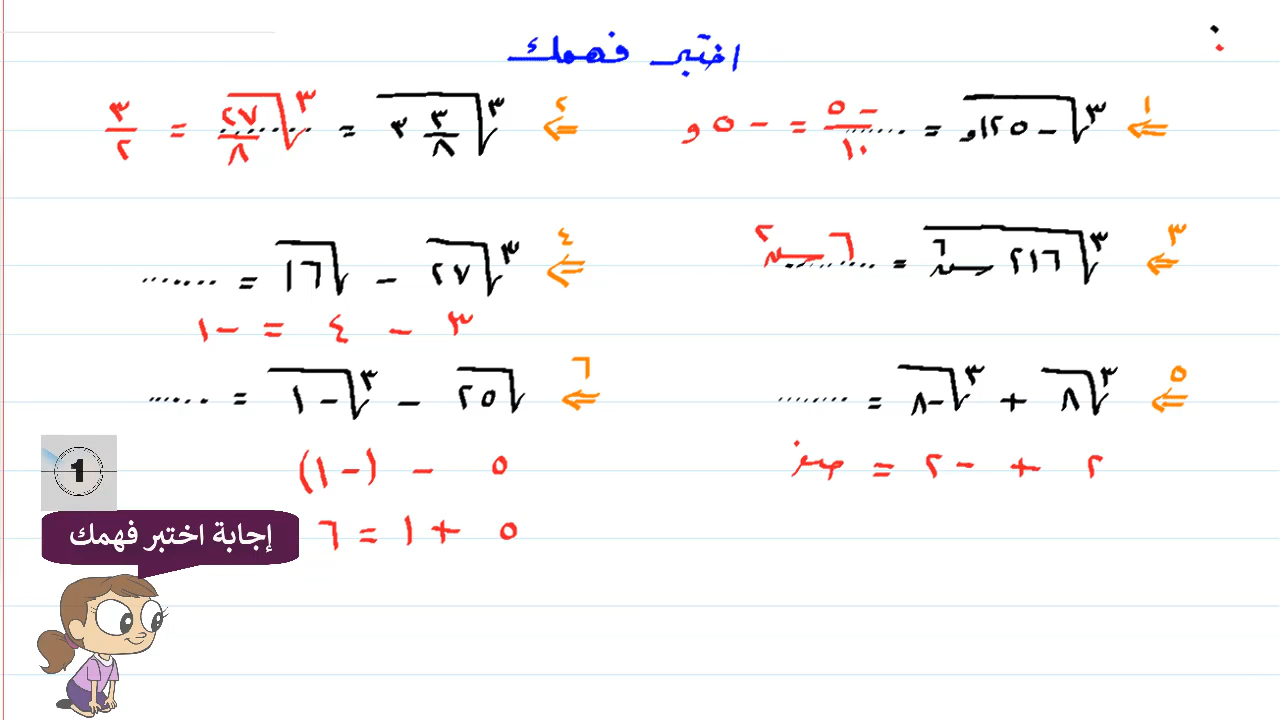 اختبر فهمك
١ ⇐ ∛(-١٢٥,٠) = ....... -٥/١٠ = -٥,٠
٢ ⇐ ∛(٣ ٣/٨) = ....... ∛(٢٧/٨) = ٣/٢
٣ ⇐ ∛(٢١٦ س٦) = ....... ٦ س٢
٤ ⇐ ∛٢٧ - √١٦ = .......
٣ - ٤ = -١
٥ ⇐ ∛٨ + ∛-٨ = .......
٢ + -٢ = صفر
٦ ⇐ √٢٥ - ∛-١ = ......
٥ - (-١)
٥ + ١ = ٦
1
إجابة اختبر فهمك